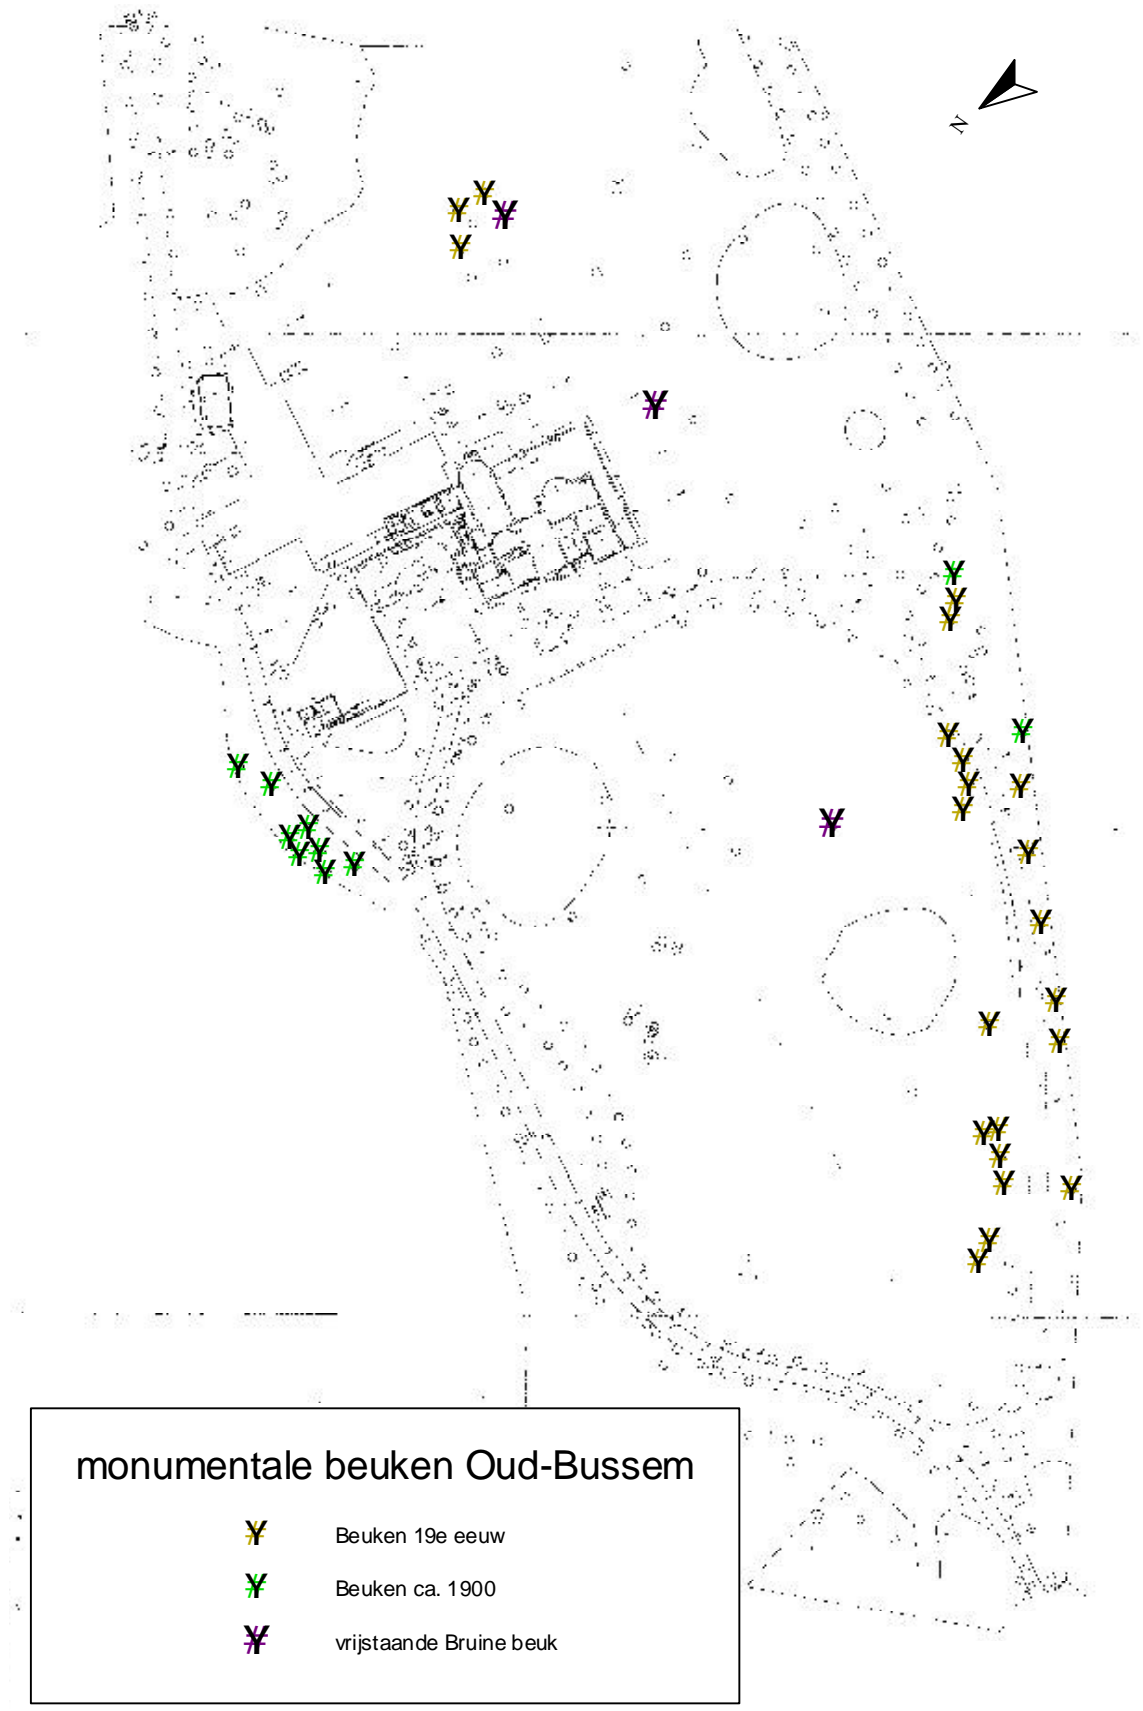 N
monumentale beuken Oud-Bussem
Beuken 19e eeuw
Beuken ca. 1900
vrijstaande Bruine beuk